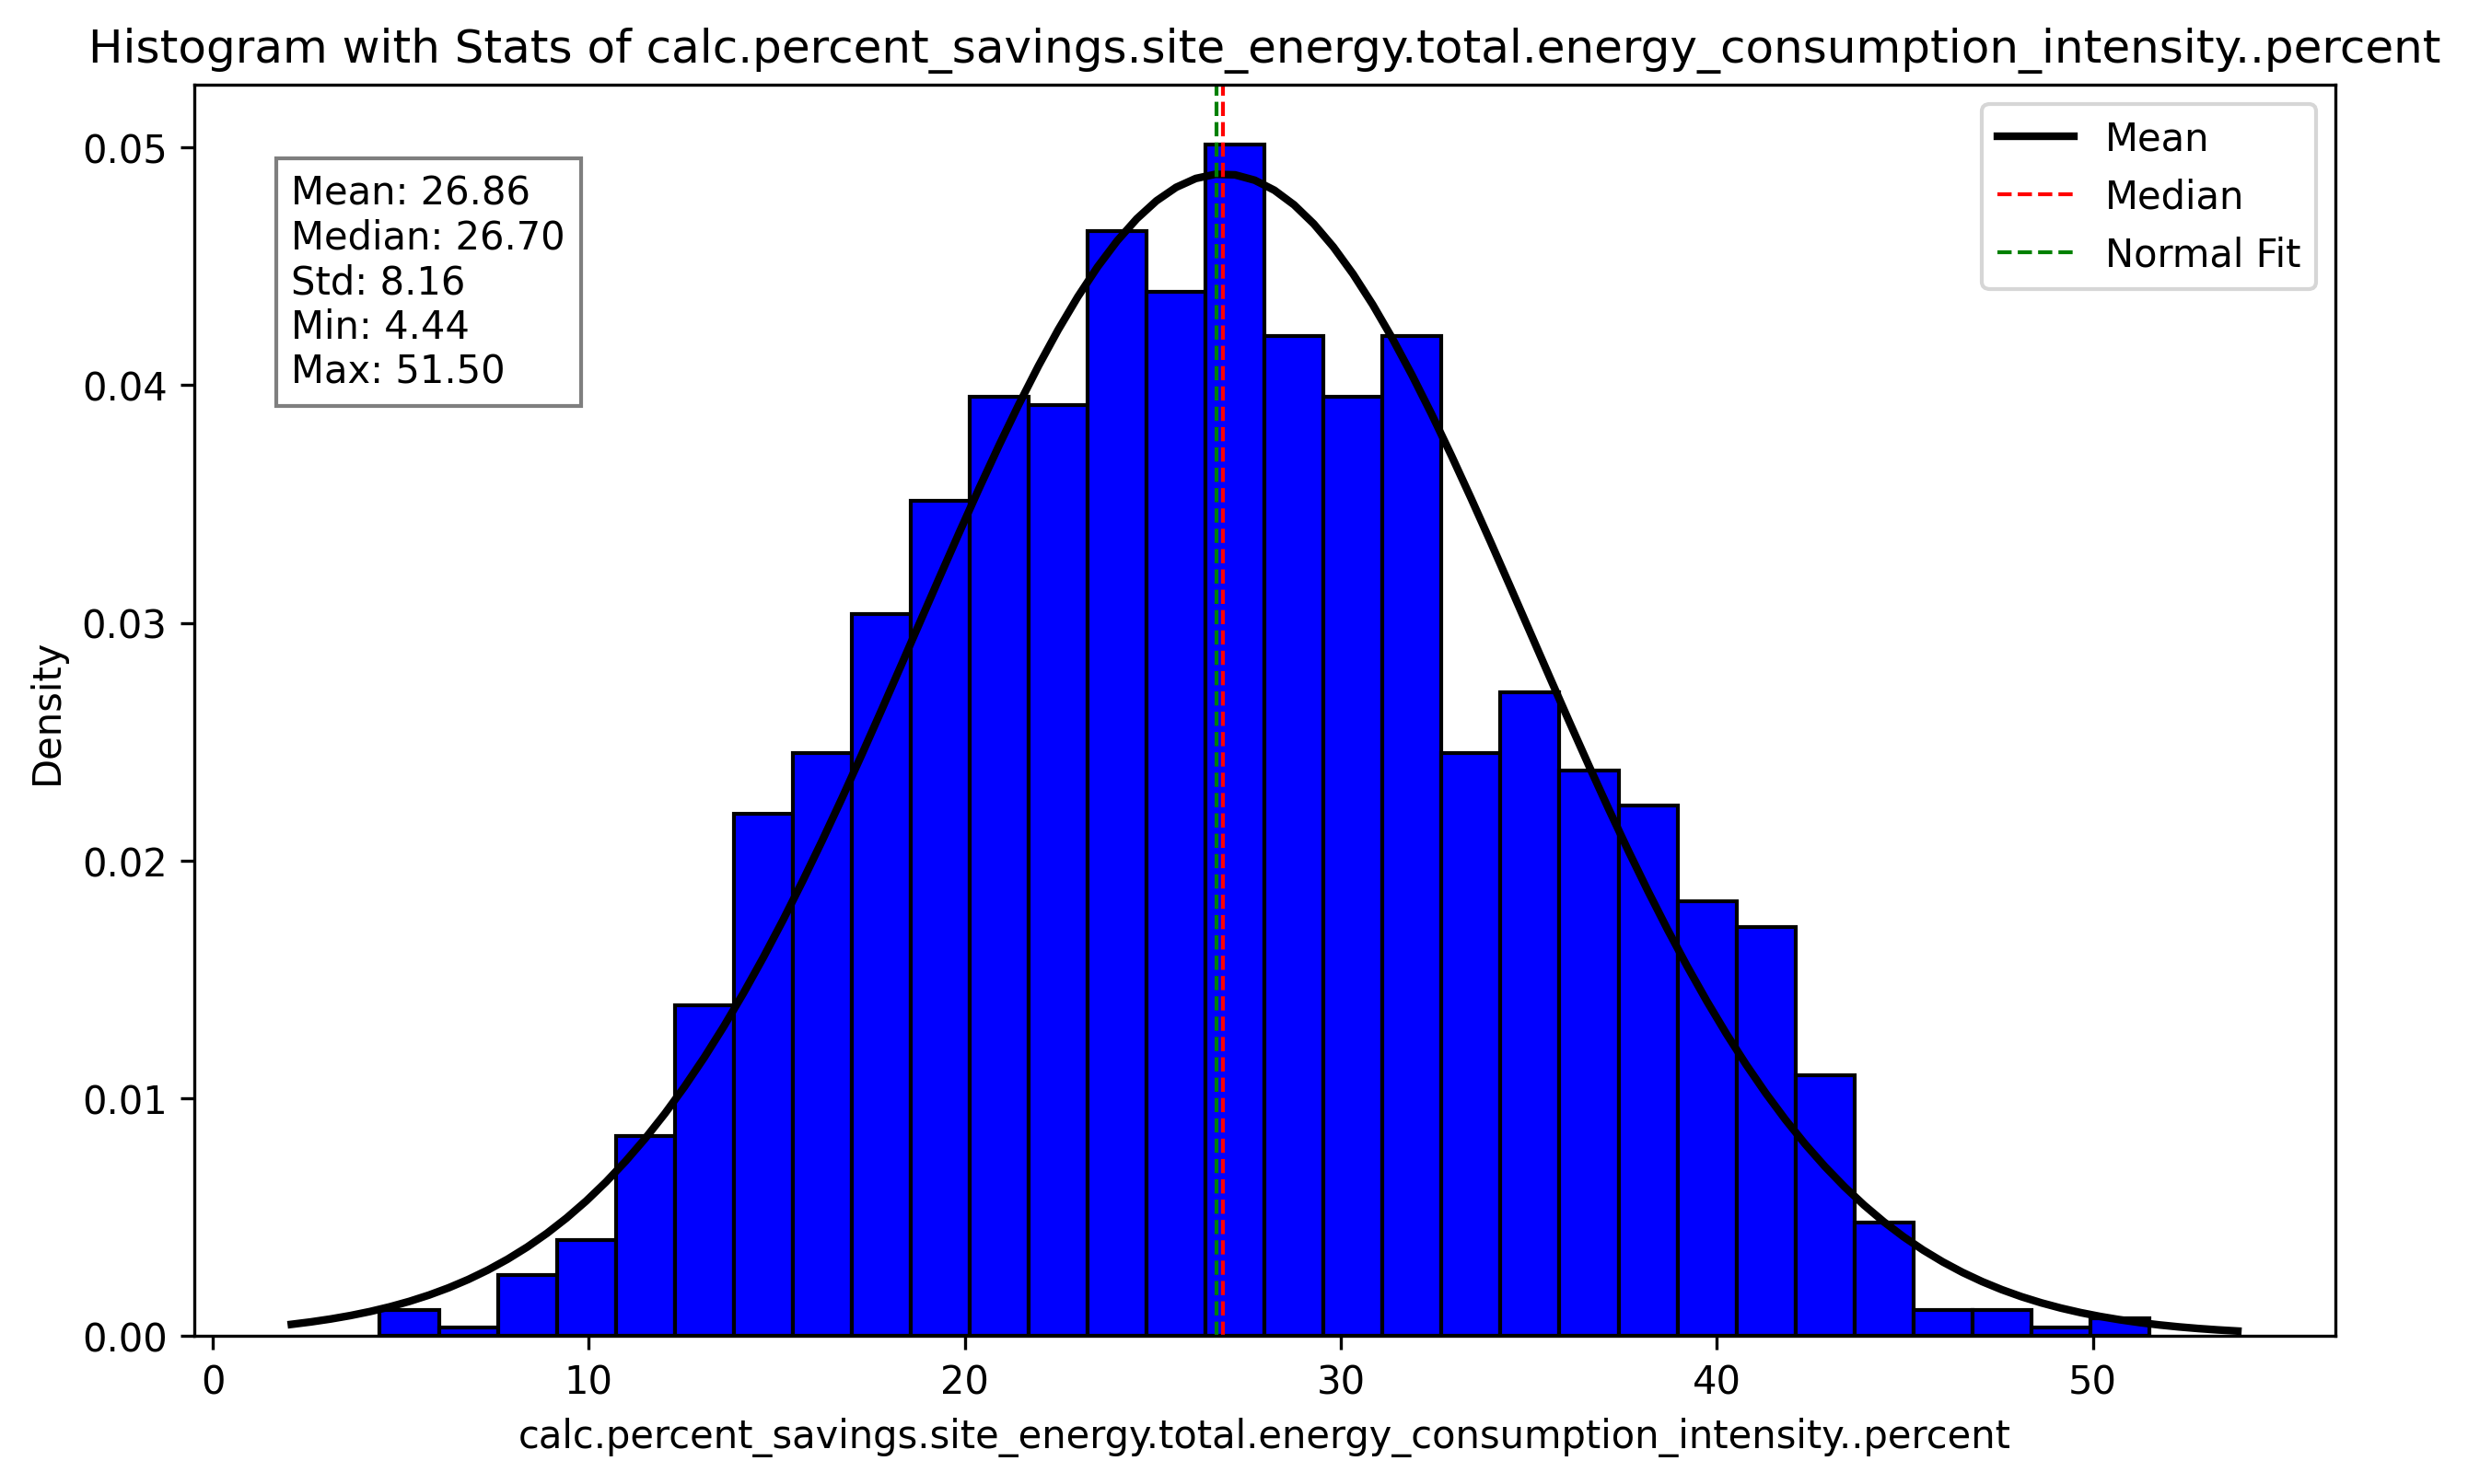 Histogram with Stats of calc.percent_savings.site_energy.total.energy_consumption_intensity..percent
Mean: 26.86
Median: 26.70
Std: 8.16
Min: 4.44
Max: 51.50
Mean
Median
Normal Fit
Density
0.05
0.04
0.03
0.02
0.01
0.00
0
10
20
30
40
50
calc.percent_savings.site_energy.total.energy_consumption_intensity..percent